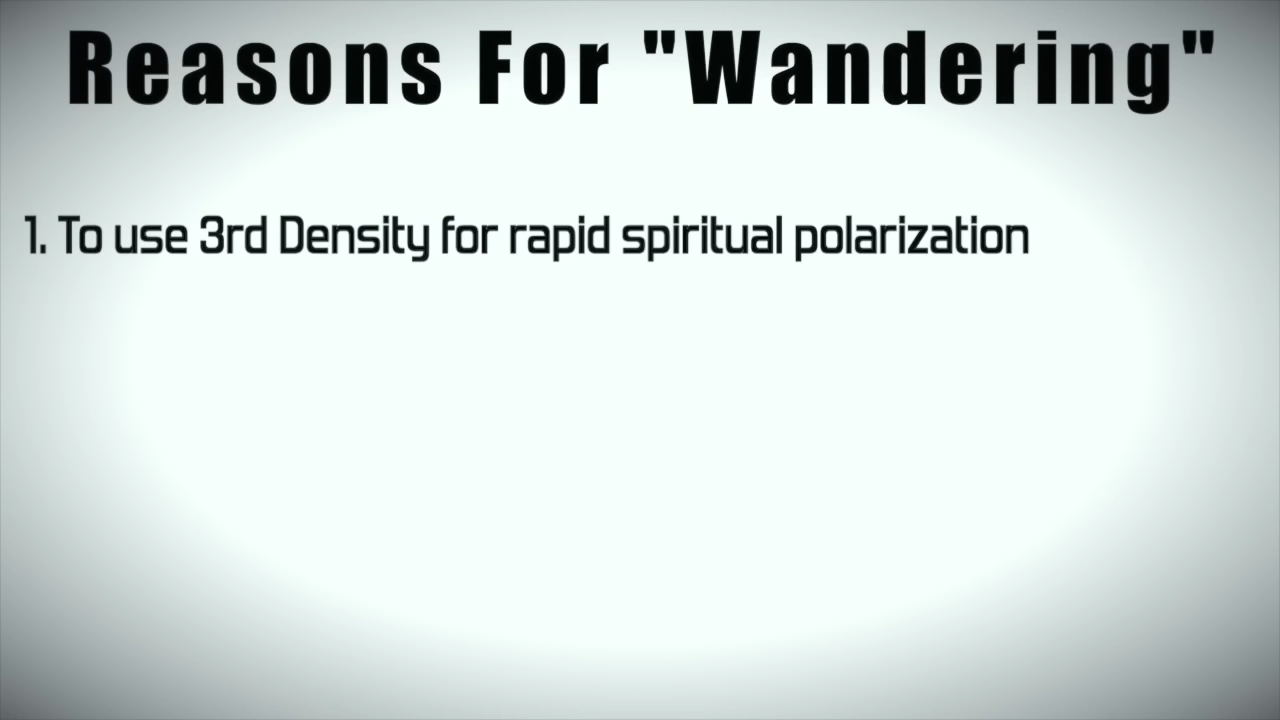 Reasons For "Wandering"
1. To use 3rd Density for rapid spiritual polarization